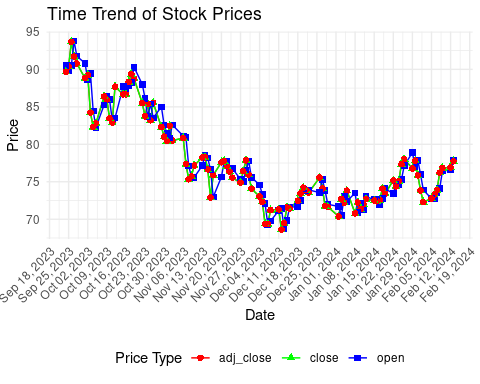 Time Trend of Stock Prices
95
90
85
80
75
70
Price
Sep 18, 2023
Sep 25, 2023
Oct 02, 2023
Oct 09, 2023
Oct 16, 2023
Oct 23, 2023
Oct 30, 2023
Nov 06, 2023
Nov 13, 2023
Nov 20, 2023
Nov 27, 2023
Dec 04, 2023
Dec 11, 2023
Dec 18, 2023
Dec 25, 2023
Jan 01, 2024
Jan 08, 2024
Jan 15, 2024
Jan 22, 2024
Jan 29, 2024
Feb 05, 2024
Feb 12, 2024
Feb 19, 2024
Date
Price Type adj_close close open